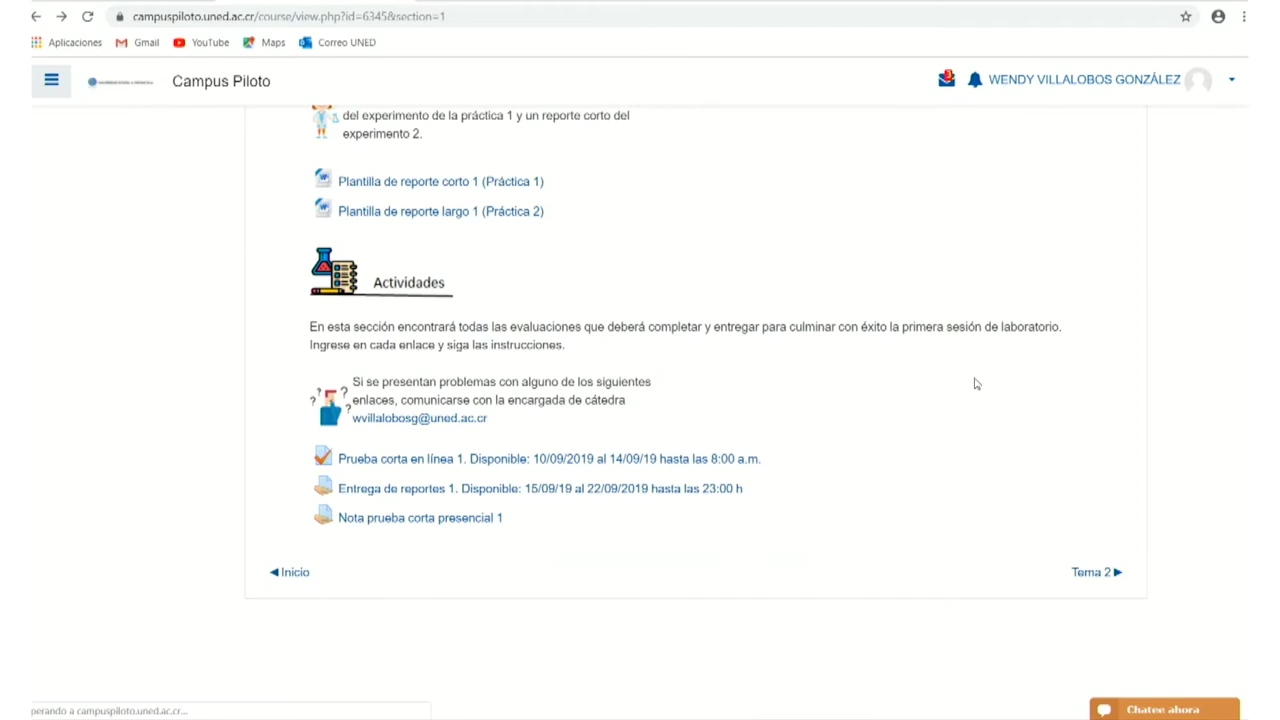 campuspiloto.uned.ac.cr/course/view.php?id=6345&section=1
Aplicaciones Gmail YouTube Maps Correo UNED
Campus Piloto
3
WENDY VILLALOBOS GONZÁLEZ
del experimento de la práctica 1 y un reporte corto del
experimento 2.
Plantilla de reporte corto 1 (Práctica 1)
Plantilla de reporte largo 1 (Práctica 2)
Actividades
En esta sección encontrará todas las evaluaciones que deberá completar y entregar para culminar con éxito la primera sesión de laboratorio.
Ingrese en cada enlace y siga las instrucciones.
Si se presentan problemas con alguno de los siguientes
enlaces, comunicarse con la encargada de cátedra
wvillalobosg@uned.ac.cr
Prueba corta en línea 1. Disponible: 10/09/2019 al 14/09/19 hasta las 8:00 a.m.
Entrega de reportes 1. Disponible: 15/09/19 al 22/09/2019 hasta las 23:00 h
Nota prueba corta presencial 1
◀ Inicio
Tema 2 ▶
perando a campuspiloto.uned.ac.cr...
Chatee ahora